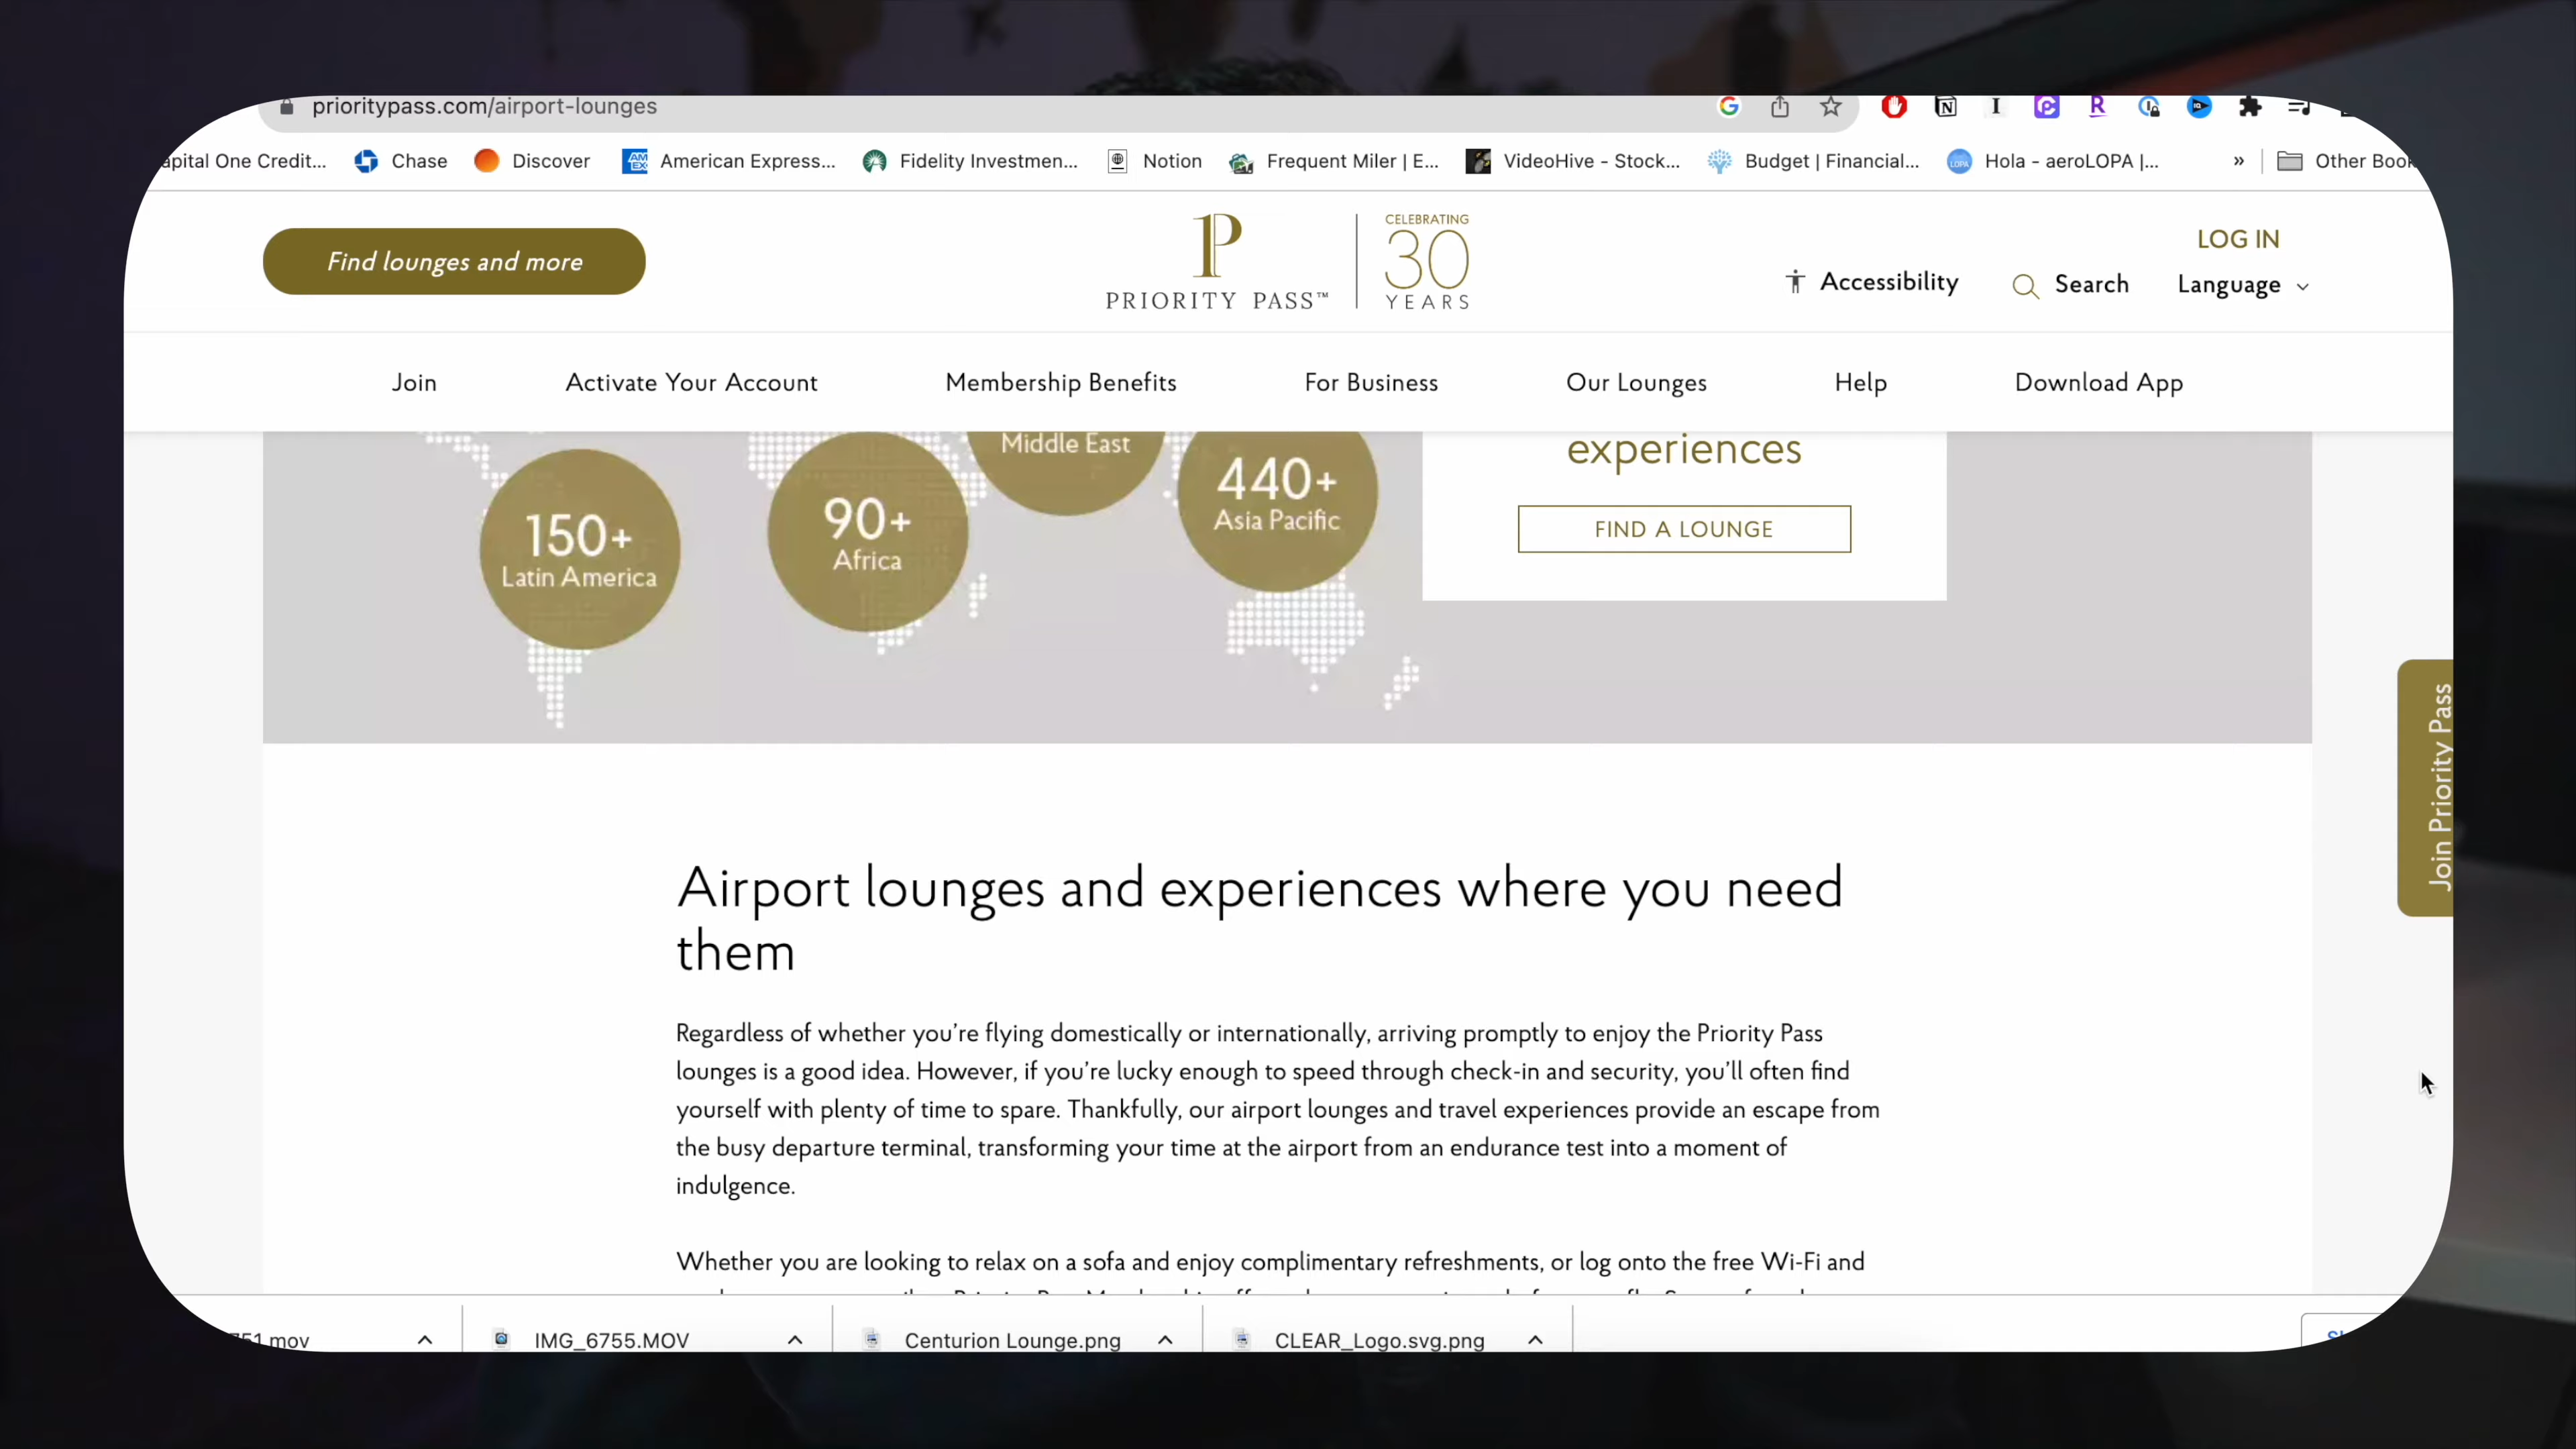 prioritypass.com/airport-lounges
apital One Credit... Chase Discover American Express... Fidelity Investmen... Notion Frequent Miler | E... VideoHive - Stock... Budget | Financial... Hola - aeroLOPA |... » Other Book
Find lounges and more
PRIORITY PASS™
CELEBRATING
30
YEARS
LOG IN
Accessibility Search Language
Join Activate Your Account Membership Benefits For Business Our Lounges Help Download App
Middle East
150+
Latin America
90+
Africa
440+
Asia Pacific
experiences
FIND A LOUNGE
Join Priority Pass
Airport lounges and experiences where you need
them
Regardless of whether you're flying domestically or internationally, arriving promptly to enjoy the Priority Pass
lounges is a good idea. However, if you're lucky enough to speed through check-in and security, you'll often find
yourself with plenty of time to spare. Thankfully, our airport lounges and travel experiences provide an escape from
the busy departure terminal, transforming your time at the airport from an endurance test into a moment of
indulgence.
Whether you are looking to relax on a sofa and enjoy complimentary refreshments, or log onto the free Wi-Fi and
51.mov IMG_6755.MOV Centurion Lounge.png CLEAR_Logo.svg.png